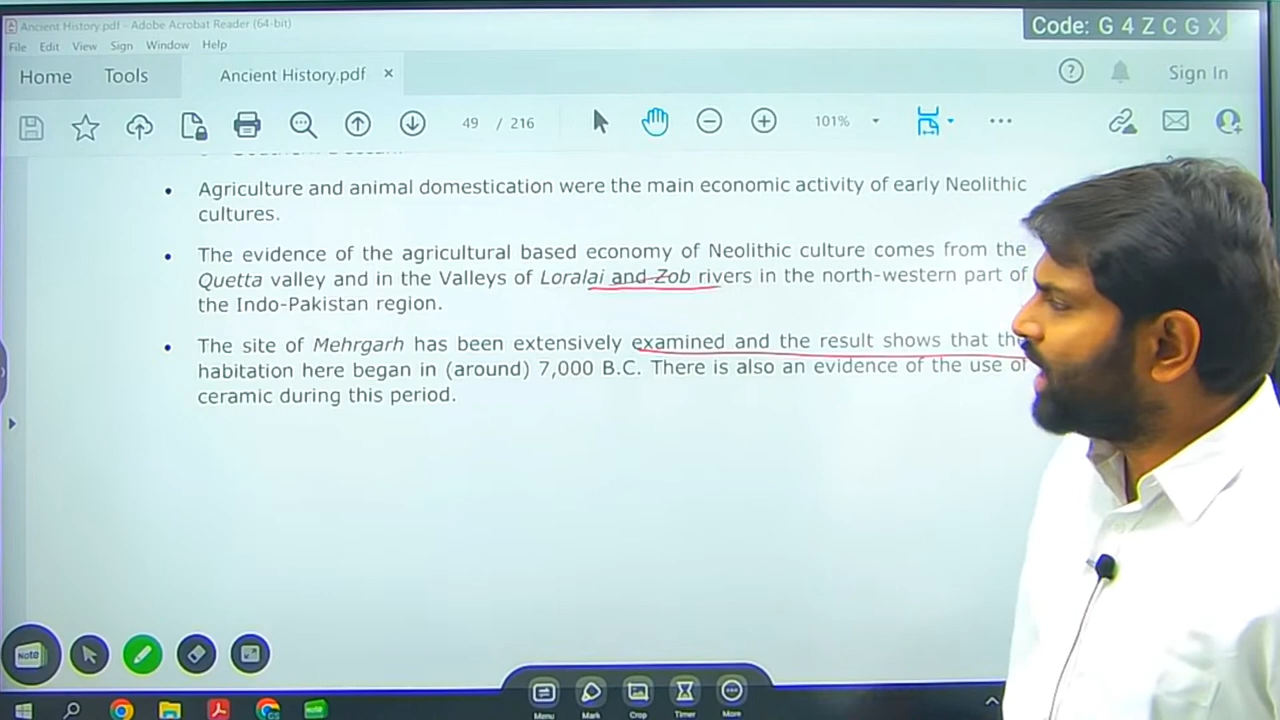 Ancient History.pdf - Adobe Acrobat Reader (64-bit)
Code: G 4 Z C G X
File Edit View Sign Window Help
Home Tools Ancient History.pdf × Sign In
49 / 216 101%
• Agriculture and animal domestication were the main economic activity of early Neolithic
cultures.
• The evidence of the agricultural based economy of Neolithic culture comes from the
Quetta valley and in the Valleys of Loralai and Zob rivers in the north-western part of
the Indo-Pakistan region.
• The site of Mehrgarh has been extensively examined and the result shows that the
habitation here began in (around) 7,000 B.C. There is also an evidence of the use of
ceramic during this period.
Note
Menu Mark Crop Timer More